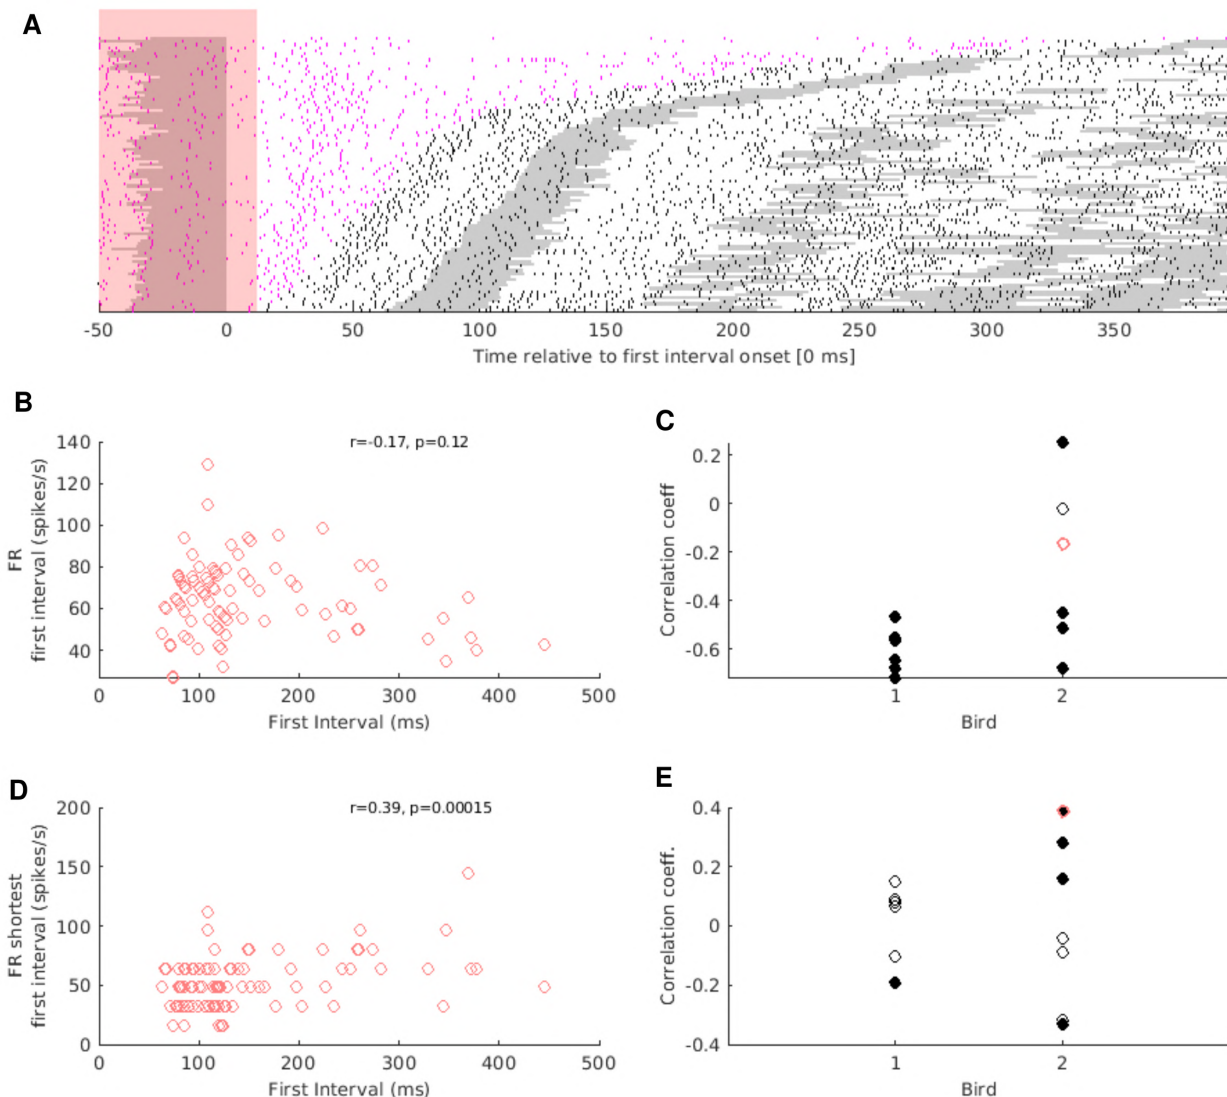 A
-50 0 50 100 150 200 250 300 350
Time relative to first interval onset [0 ms]
B
r=-0.17, p=0.12
FR
first interval (spikes/s)
140
120
100
80
60
40
0 100 200 300 400 500
First Interval (ms)
C
Correlation coeff
0.2
0
-0.2
-0.4
-0.6
1 2
Bird
D
r=0.39, p=0.00015
FR shortest
first interval (spikes/s)
200
150
100
50
0
0 100 200 300 400 500
First Interval (ms)
E
Correlation coeff.
0.4
0.2
0
-0.2
-0.4
1 2
Bird